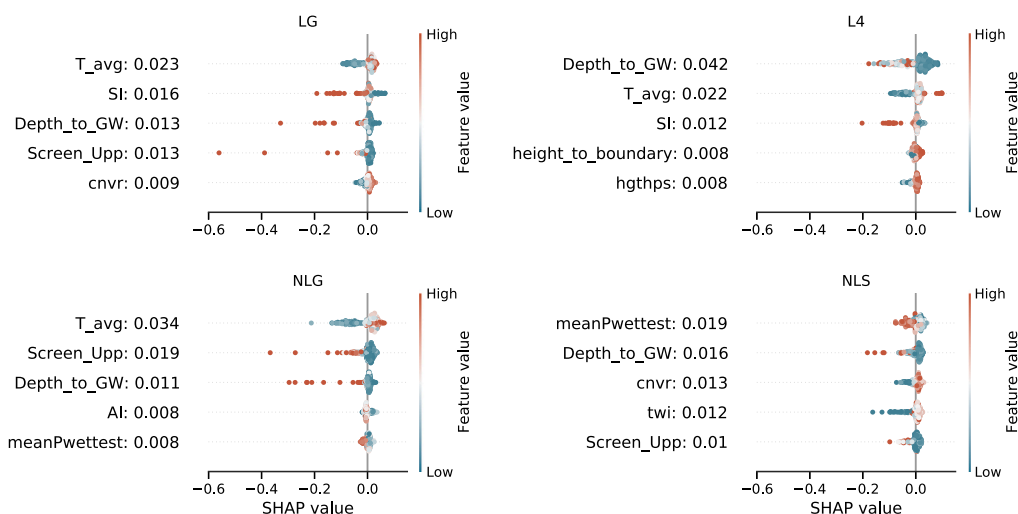 LG
T_avg: 0.023
SI: 0.016
Depth_to_GW: 0.013
Screen_Upp: 0.013
cnvr: 0.009
−0.6 −0.4 −0.2 0.0
High
Low
Feature value
L4
Depth_to_GW: 0.042
T_avg: 0.022
SI: 0.012
height_to_boundary: 0.008
hgthps: 0.008
−0.6 −0.4 −0.2 0.0
High
Low
Feature value
NLG
T_avg: 0.034
Screen_Upp: 0.019
Depth_to_GW: 0.011
AI: 0.008
meanPwettest: 0.008
−0.6 −0.4 −0.2 0.0
SHAP value
High
Low
Feature value
NLS
meanPwettest: 0.019
Depth_to_GW: 0.016
cnvr: 0.013
twi: 0.012
Screen_Upp: 0.01
−0.6 −0.4 −0.2 0.0
SHAP value
High
Low
Feature value